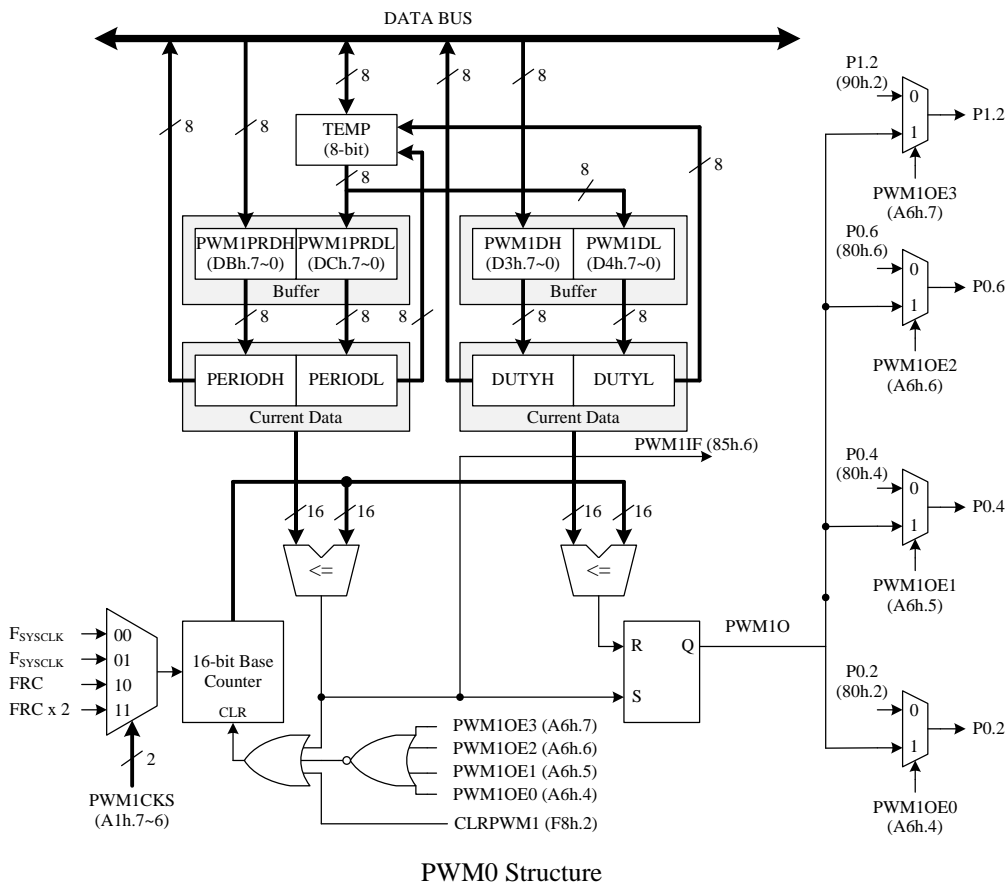 DATA BUS
8
8
8
8
8
TEMP
(8-bit)
8
8
8
PWM1PRDH
(DBh.7~0)
PWM1PRDL
(DCh.7~0)
Buffer
PWM1DH
(D3h.7~0)
PWM1DL
(D4h.7~0)
Buffer
8
8
8
8
8
PERIODH
PERIODL
Current Data
DUTYH
DUTYL
Current Data
PWM1IF (85h.6)
16
16
16
16
<=
<=
F_SYSCLK
F_SYSCLK
FRC
FRC x 2
00
01
10
11
2
PWM1CKS
(A1h.7~6)
16-bit Base
Counter
CLR
R
Q
S
PWM1O
PWM1OE3 (A6h.7)
PWM1OE2 (A6h.6)
PWM1OE1 (A6h.5)
PWM1OE0 (A6h.4)
CLRPWM1 (F8h.2)
P1.2
(90h.2)
0
1
P1.2
PWM1OE3
(A6h.7)
P0.6
(80h.6)
0
1
P0.6
PWM1OE2
(A6h.6)
P0.4
(80h.4)
0
1
P0.4
PWM1OE1
(A6h.5)
P0.2
(80h.2)
0
1
P0.2
PWM1OE0
(A6h.4)
PWM0 Structure